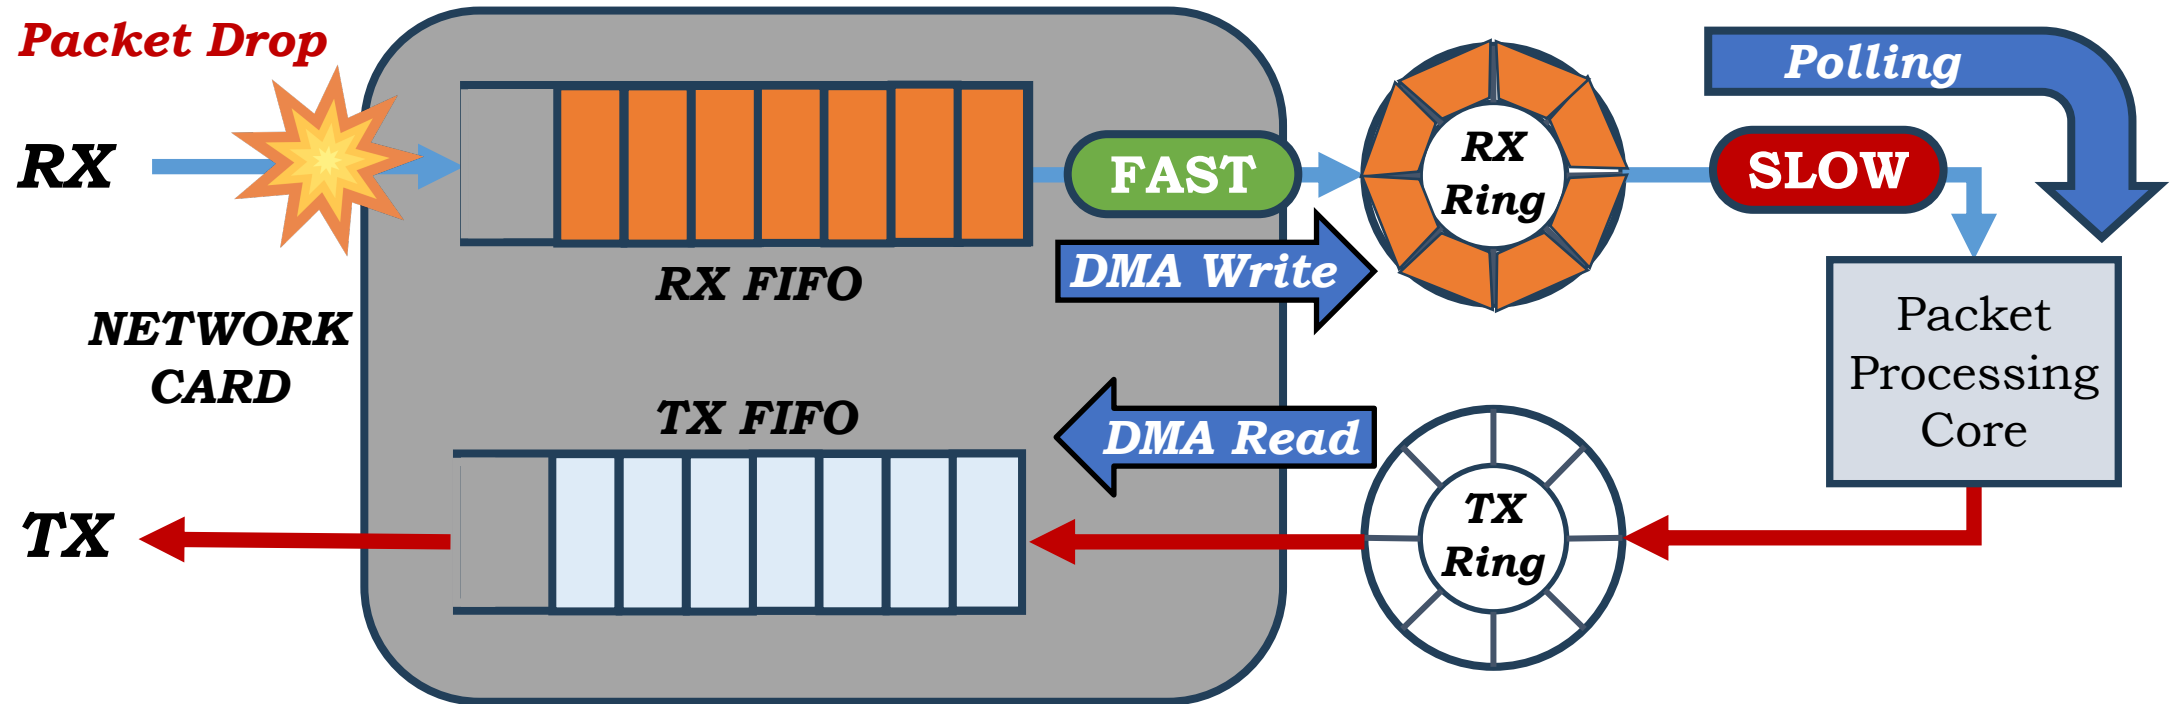 Packet Drop
RX
NETWORK
CARD
TX
RX FIFO
TX FIFO
FAST
DMA Write
DMA Read
RX
Ring
TX
Ring
Polling
SLOW
Packet
Processing
Core